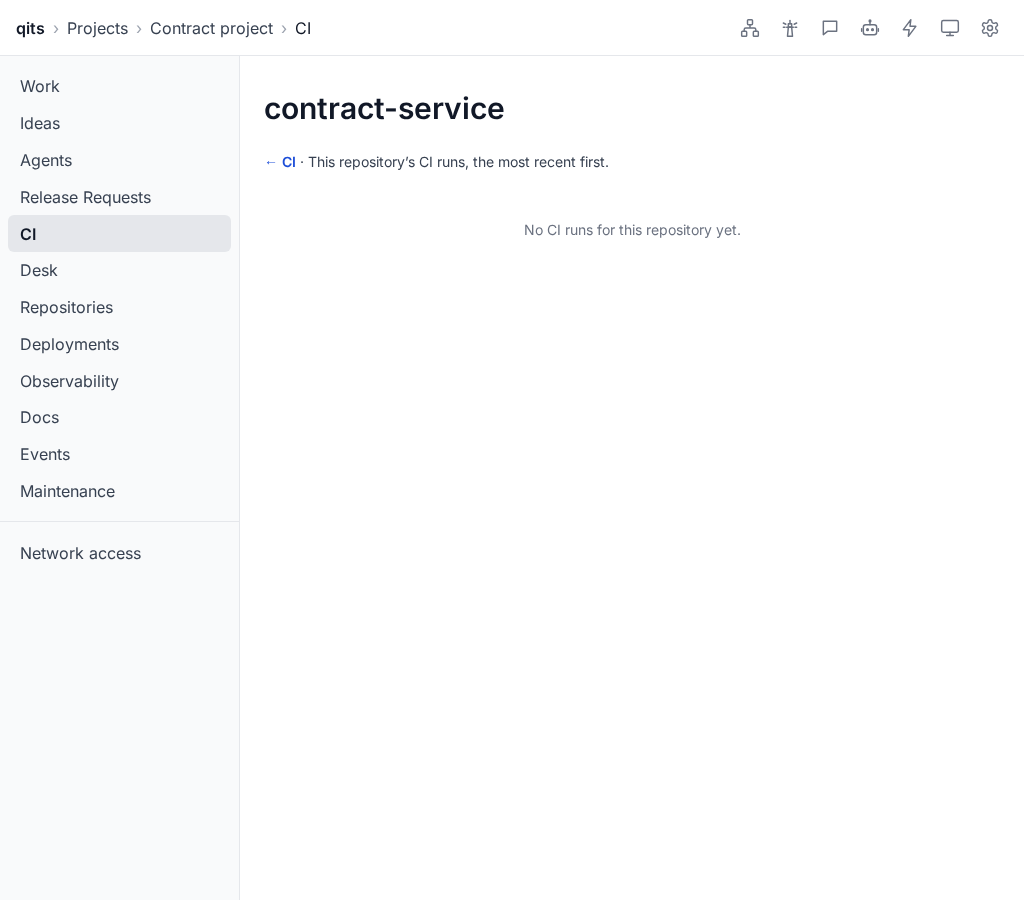 qits › Projects › Contract project › CI
Work
Ideas
Agents
Release Requests
CI
Desk
Repositories
Deployments
Observability
Docs
Events
Maintenance
Network access
contract-service
← CI · This repository’s CI runs, the most recent first.
No CI runs for this repository yet.